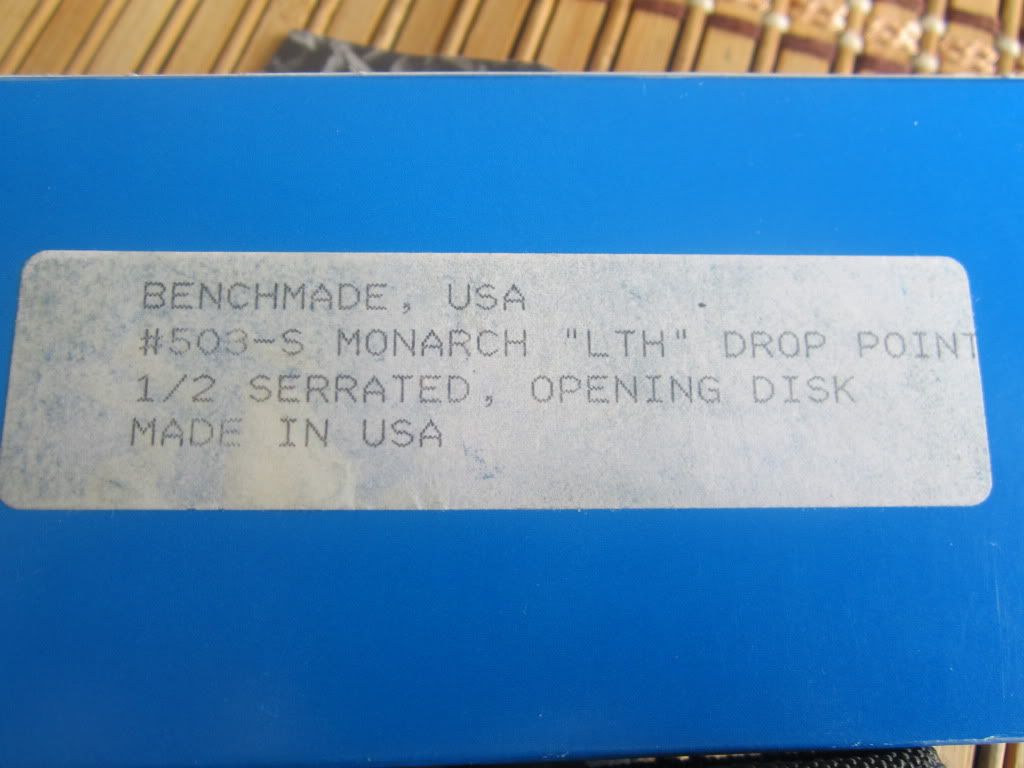 BENCHMADE, USA
#503-S MONARCH "LTH" DROP POINT
1/2 SERRATED, OPENING DISK
MADE IN USA